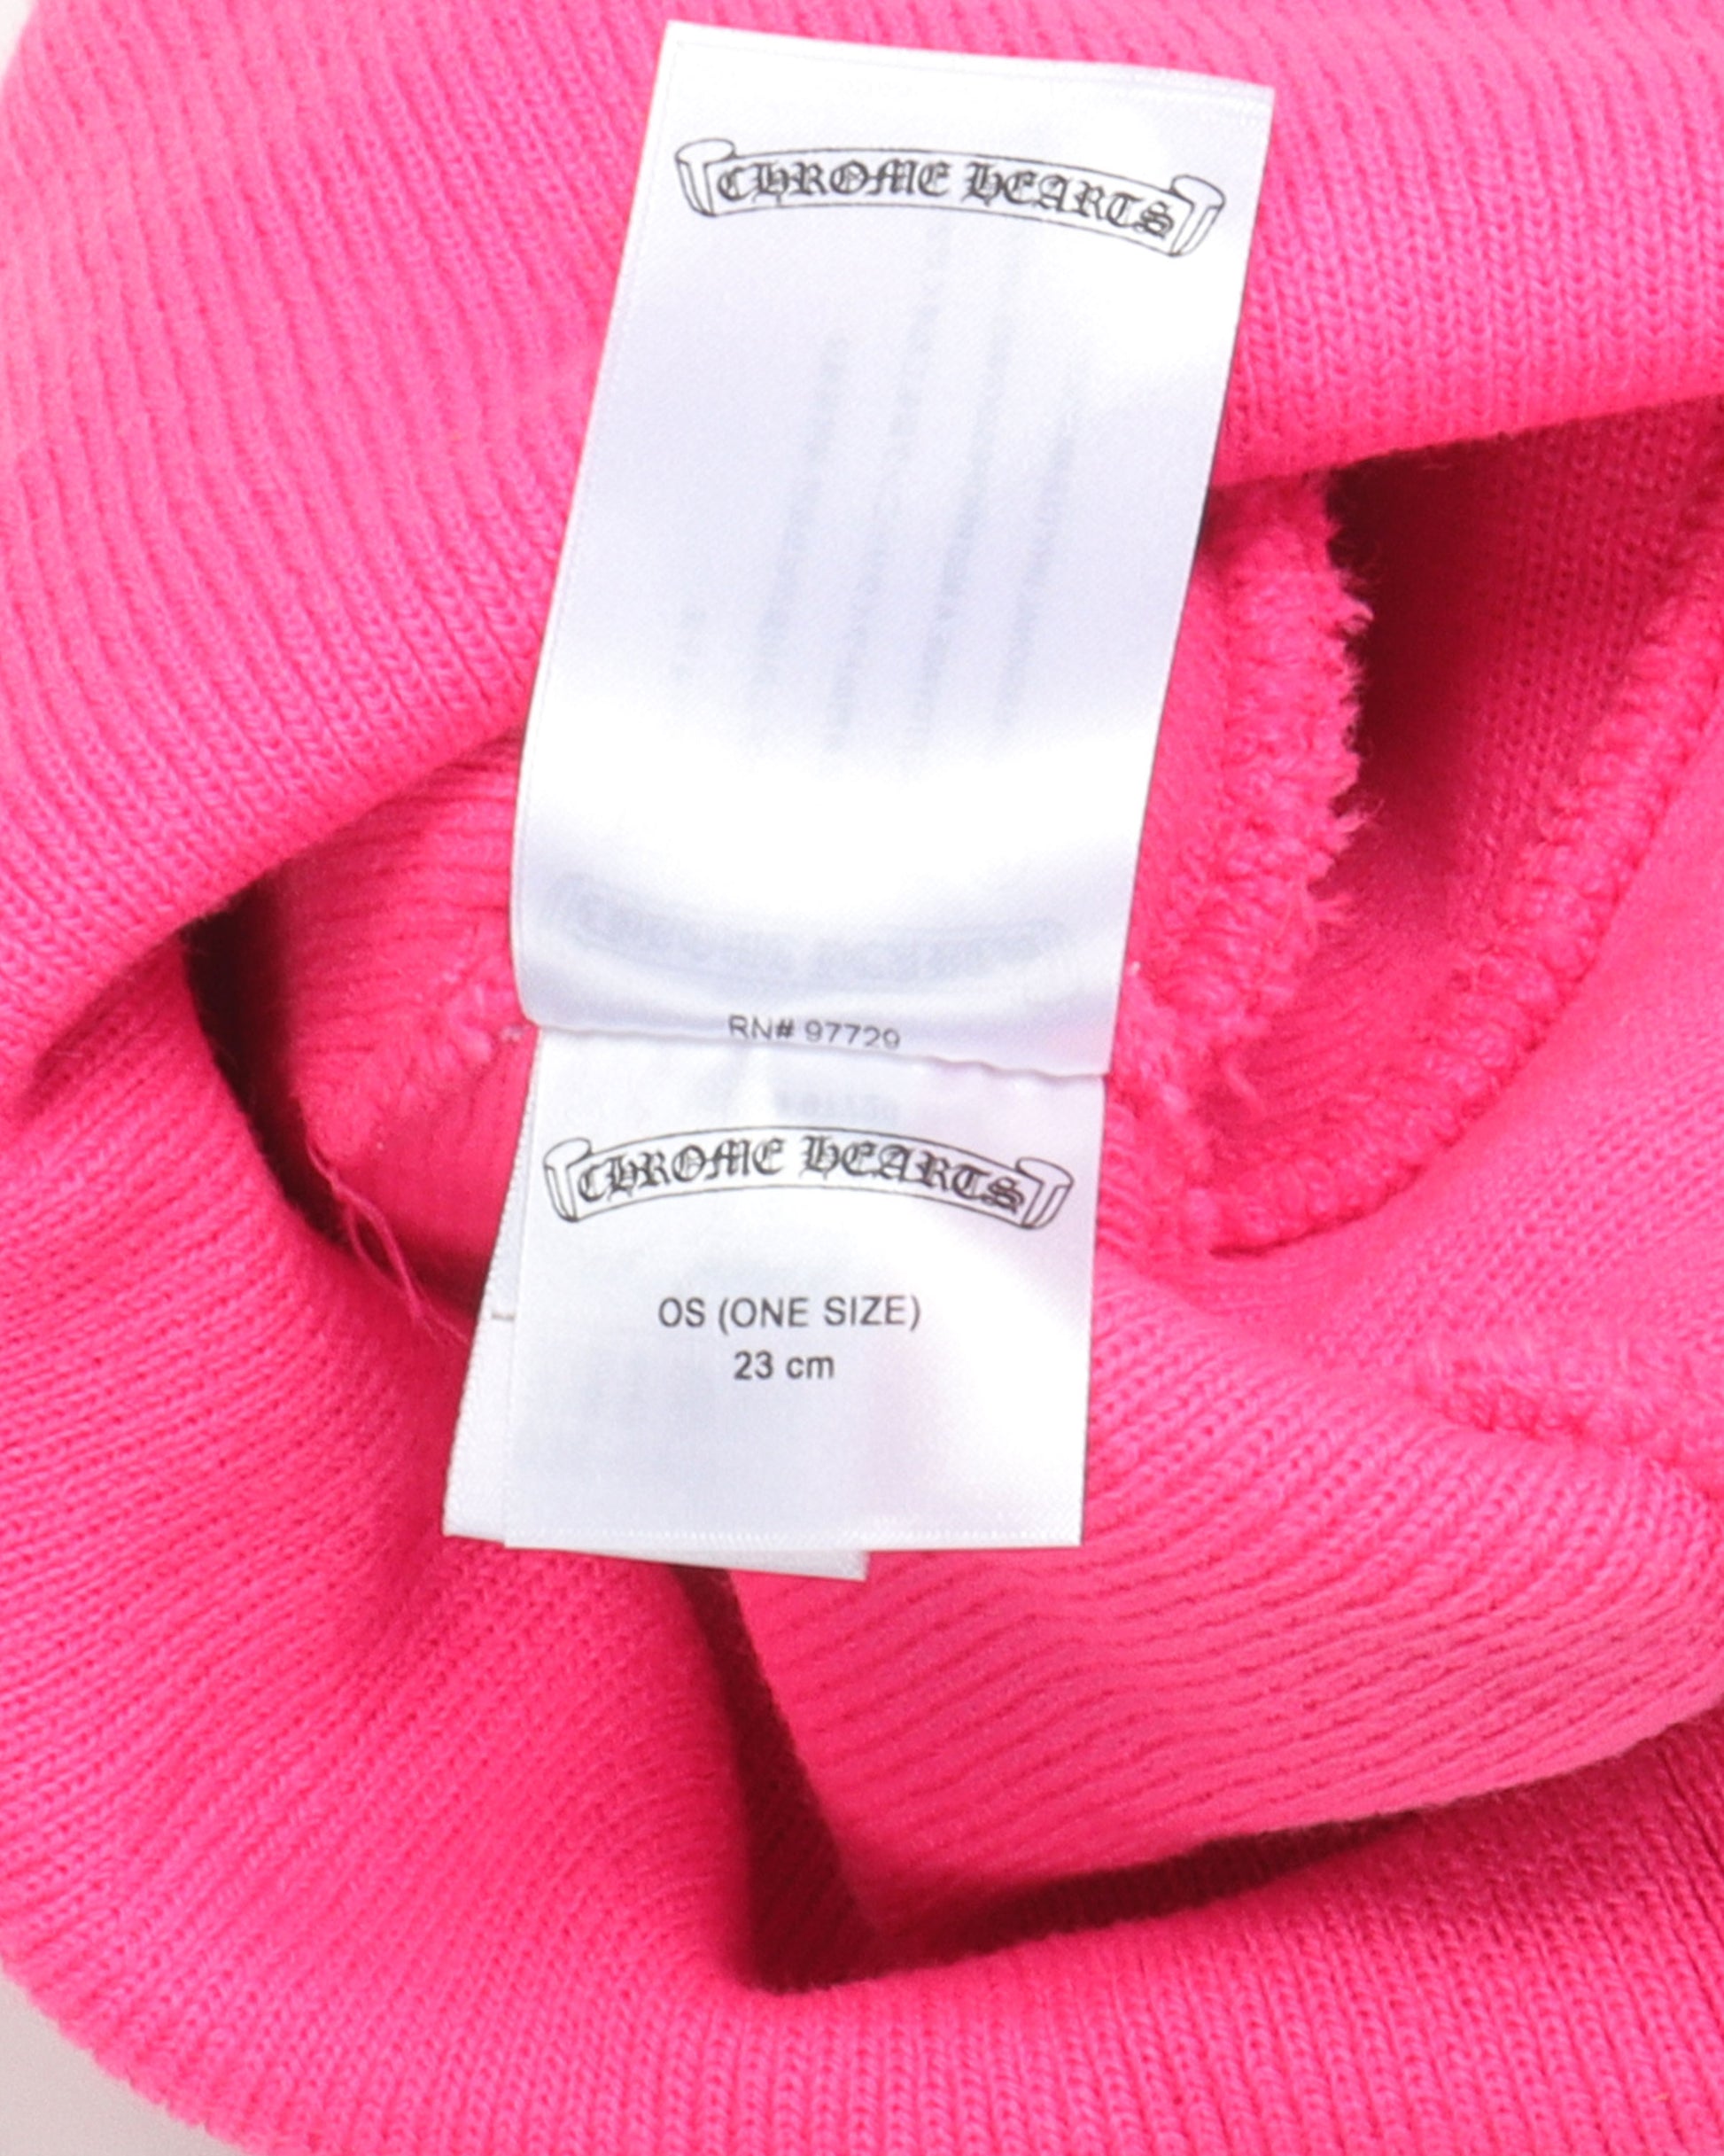 CHROME HEARTS
RN# 97729
CHROME HEARTS
OS (ONE SIZE)
23 cm